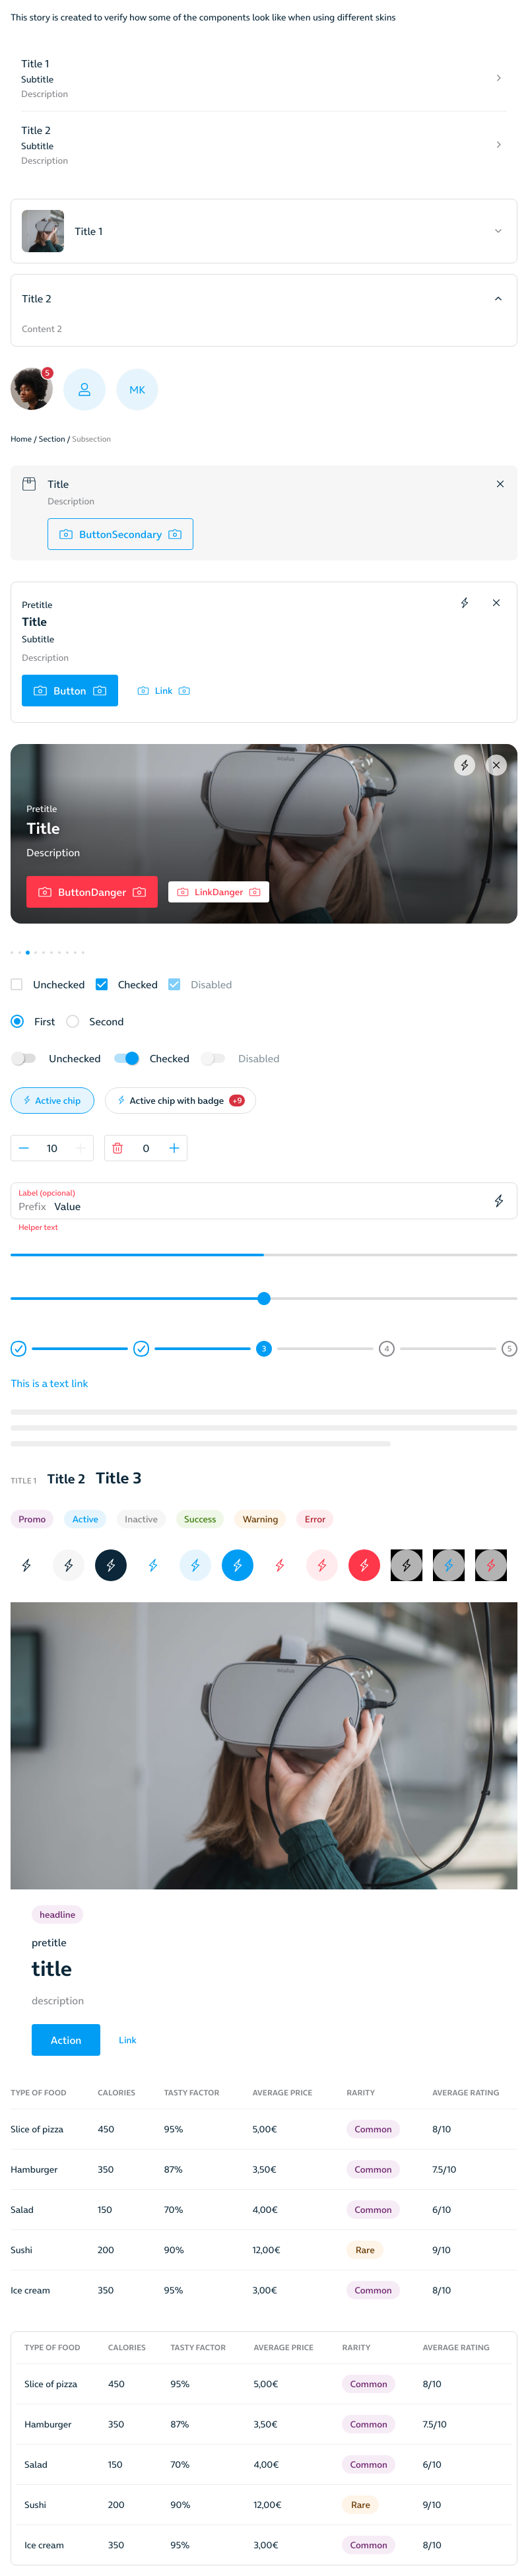 This story is created to verify how some of the components look like when using different skins
Title 1
Subtitle
Description
Title 2
Subtitle
Description
Title 1
Title 2
Content 2
5
MK
Home / Section / Subsection
Title
Description
ButtonSecondary
Pretitle
Title
Subtitle
Description
Button Link
oculus
Pretitle
Title
Description
ButtonDanger LinkDanger
Unchecked Checked Disabled
First Second
Unchecked Checked Disabled
Active chip Active chip with badge +9
10 0
Label (opcional)
Prefix Value
Helper text
3 4 5
This is a text link
TITLE 1 Title 2 Title 3
Promo Active Inactive Success Warning Error
oculus
headline
pretitle
title
description
Action Link
TYPE OF FOOD CALORIES TASTY FACTOR AVERAGE PRICE RARITY AVERAGE RATING
Slice of pizza 450 95% 5,00€ Common 8/10
Hamburger 350 87% 3,50€ Common 7.5/10
Salad 150 70% 4,00€ Common 6/10
Sushi 200 90% 12,00€ Rare 9/10
Ice cream 350 95% 3,00€ Common 8/10
TYPE OF FOOD CALORIES TASTY FACTOR AVERAGE PRICE RARITY AVERAGE RATING
Slice of pizza 450 95% 5,00€ Common 8/10
Hamburger 350 87% 3,50€ Common 7.5/10
Salad 150 70% 4,00€ Common 6/10
Sushi 200 90% 12,00€ Rare 9/10
Ice cream 350 95% 3,00€ Common 8/10